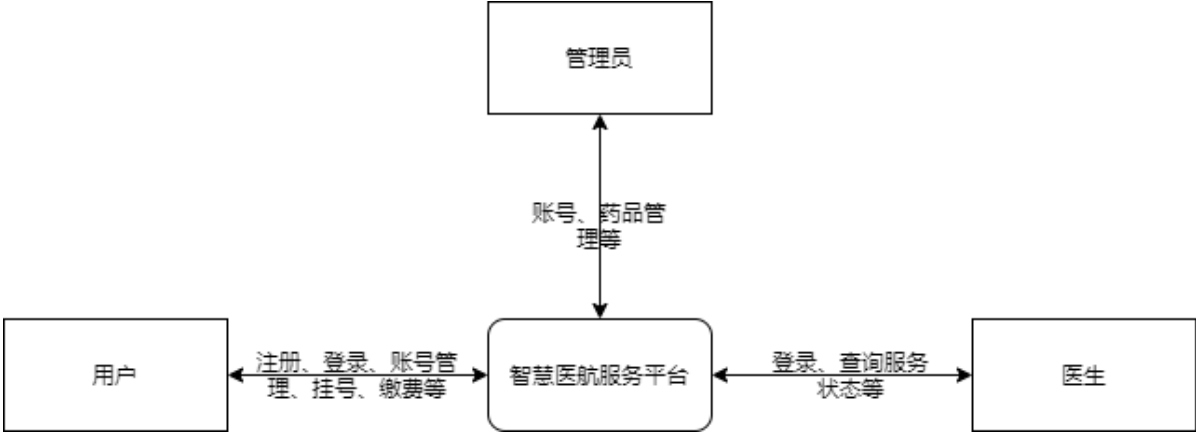 管理员
账号、药品管
理等
用户
注册、登录、账号管
理、挂号、缴费等
智慧医航服务平台
登录、查询服务
状态等
医生